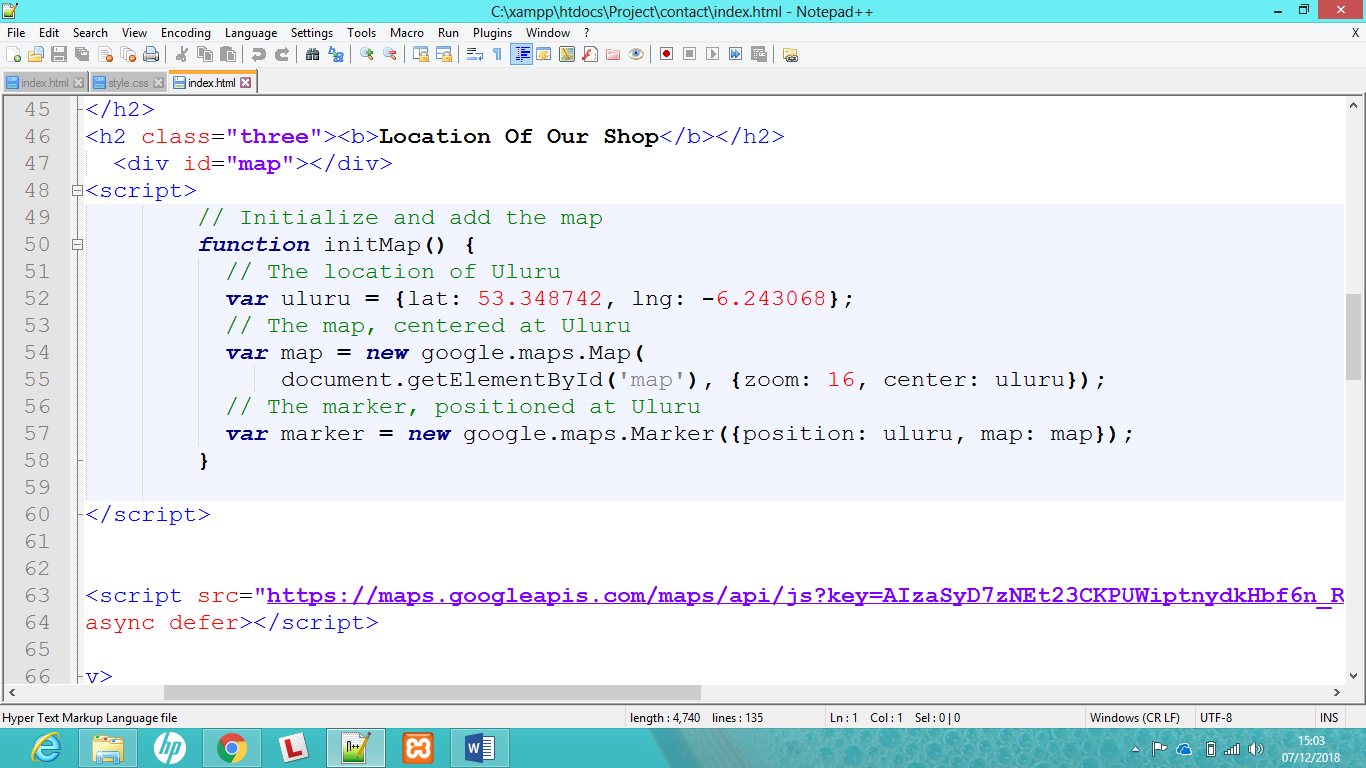 C:\xampp\htdocs\Project\contact\index.html - Notepad++
File Edit Search View Encoding Language Settings Tools Macro Run Plugins Window ? X
index.html style.css index.html
45 </h2>
46 <h2 class="three"><b>Location Of Our Shop</b></h2>
47 <div id="map"></div>
48 <script>
49 // Initialize and add the map
50 function initMap() {
51 // The location of Uluru
52 var uluru = {lat: 53.348742, lng: -6.243068};
53 // The map, centered at Uluru
54 var map = new google.maps.Map(
55 document.getElementById('map'), {zoom: 16, center: uluru});
56 // The marker, positioned at Uluru
57 var marker = new google.maps.Marker({position: uluru, map: map});
58 }
59
60 </script>
61
62
63 <script src="https://maps.googleapis.com/maps/api/js?key=AIzaSyD7zNEt23CKPUWiptnydkHbf6n_R
64 async defer></script>
65
66 v>
Hyper Text Markup Language file length : 4,740 lines : 135 Ln : 1 Col : 1 Sel : 0 | 0 Windows (CR LF) UTF-8 INS
15:03
07/12/2018